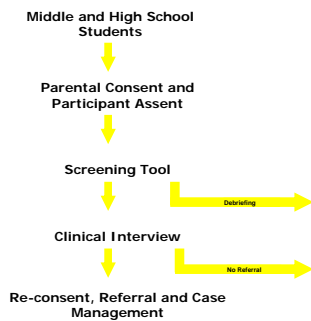 Middle and High School
Students
Parental Consent and
Participant Assent
Screening Tool
Debriefing
Clinical Interview
No Referral
Re-consent, Referral and Case
Management